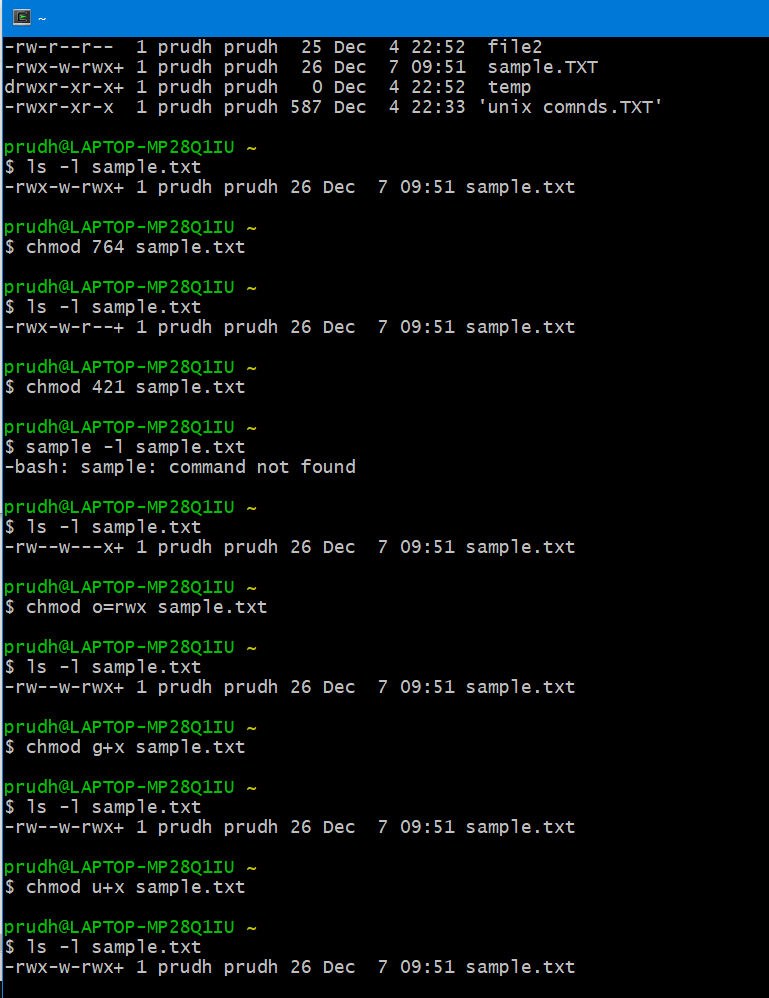 ~
-rw-r--r--  1 prudh prudh  25 Dec  4 22:52  file2
-rwx-w-rwx+ 1 prudh prudh  26 Dec  7 09:51  sample.TXT
drwxr-xr-x+ 1 prudh prudh   0 Dec  4 22:52  temp
-rwxr-xr-x  1 prudh prudh 587 Dec  4 22:33 'unix comnds.TXT'
prudh@LAPTOP-MP28Q1IU ~
$ ls -l sample.txt
-rwx-w-rwx+ 1 prudh prudh 26 Dec  7 09:51 sample.txt
prudh@LAPTOP-MP28Q1IU ~
$ chmod 764 sample.txt
prudh@LAPTOP-MP28Q1IU ~
$ ls -l sample.txt
-rwx-w-r--+ 1 prudh prudh 26 Dec  7 09:51 sample.txt
prudh@LAPTOP-MP28Q1IU ~
$ chmod 421 sample.txt
prudh@LAPTOP-MP28Q1IU ~
$ sample -l sample.txt
-bash: sample: command not found
prudh@LAPTOP-MP28Q1IU ~
$ ls -l sample.txt
-rw--w---x+ 1 prudh prudh 26 Dec  7 09:51 sample.txt
prudh@LAPTOP-MP28Q1IU ~
$ chmod o=rwx sample.txt
prudh@LAPTOP-MP28Q1IU ~
$ ls -l sample.txt
-rw--w-rwx+ 1 prudh prudh 26 Dec  7 09:51 sample.txt
prudh@LAPTOP-MP28Q1IU ~
$ chmod g+x sample.txt
prudh@LAPTOP-MP28Q1IU ~
$ ls -l sample.txt
-rw--w-rwx+ 1 prudh prudh 26 Dec  7 09:51 sample.txt
prudh@LAPTOP-MP28Q1IU ~
$ chmod u+x sample.txt
prudh@LAPTOP-MP28Q1IU ~
$ ls -l sample.txt
-rwx-w-rwx+ 1 prudh prudh 26 Dec  7 09:51 sample.txt